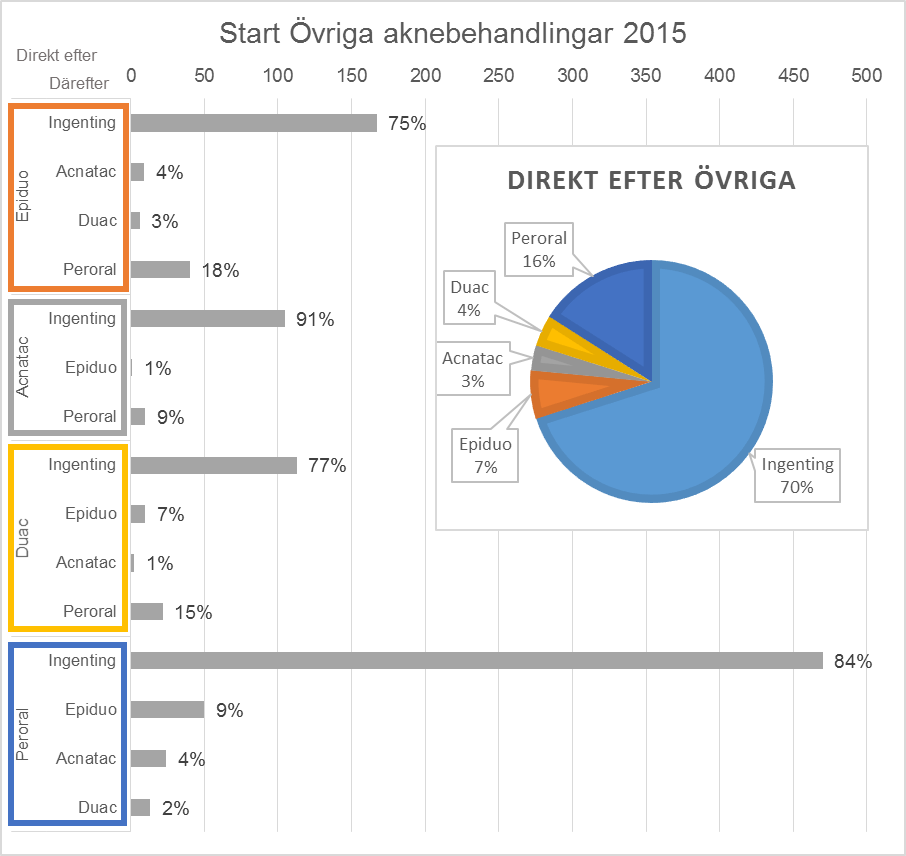 Start Övriga aknebehandlingar 2015
Direkt efter
Därefter
0 50 100 150 200 250 300 350 400 450 500
Epiduo
Ingenting 75%
Acnatac 4%
Duac 3%
Peroral 18%
Acnatac
Ingenting 91%
Epiduo 1%
Peroral 9%
Duac
Ingenting 77%
Epiduo 7%
Acnatac 1%
Peroral 15%
Peroral
Ingenting 84%
Epiduo 9%
Acnatac 4%
Duac 2%
DIREKT EFTER ÖVRIGA
Peroral
16%
Duac
4%
Acnatac
3%
Epiduo
7%
Ingenting
70%